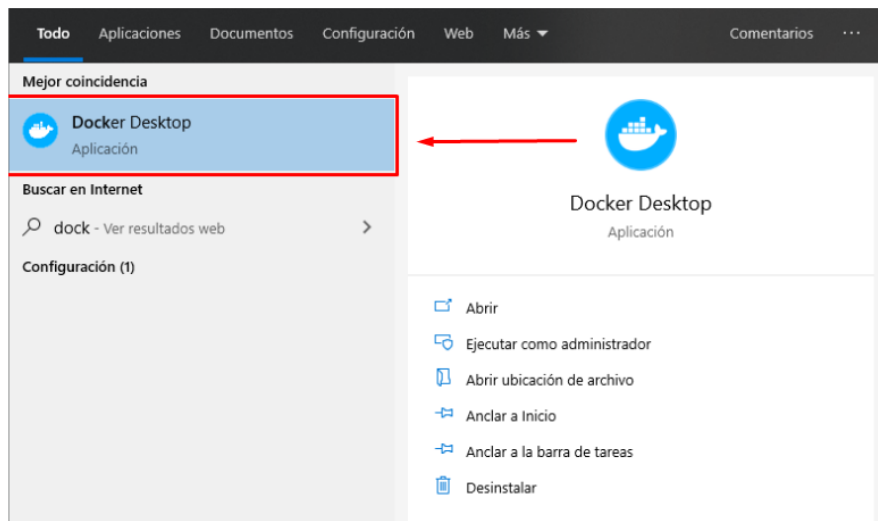 Todo Aplicaciones Documentos Configuración Web Más Comentarios ...
Mejor coincidencia
Docker Desktop
Aplicación
Buscar en Internet
dock - Ver resultados web
Configuración (1)
Docker Desktop
Aplicación
Abrir
Ejecutar como administrador
Abrir ubicación de archivo
Anclar a Inicio
Anclar a la barra de tareas
Desinstalar